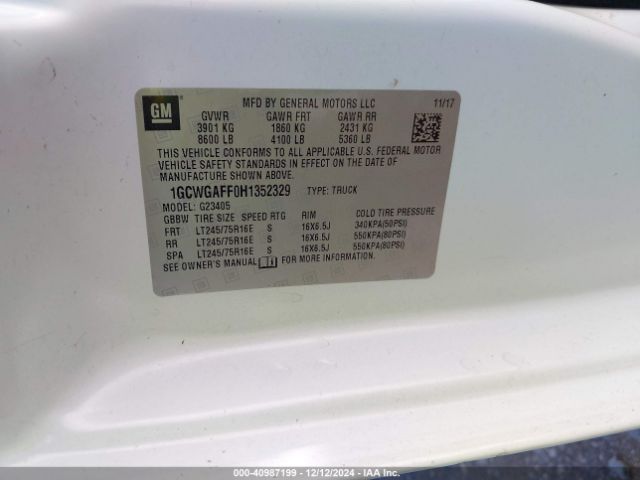 GM
MFD BY GENERAL MOTORS LLC 11/17
GVWR GAWR FRT GAWR RR
3901 KG 1860 KG 2431 KG
8600 LB 4100 LB 5360 LB
THIS VEHICLE CONFORMS TO ALL APPLICABLE U.S. FEDERAL MOTOR
VEHICLE SAFETY STANDARDS IN EFFECT ON THE DATE OF
MANUFACTURE SHOWN ABOVE.
1GCWGAFF0H1352329 TYPE: TRUCK
MODEL: G23405
GBBW TIRE SIZE SPEED RTG RIM COLD TIRE PRESSURE
FRT LT245/75R16E S 16X6.5J 340KPA(50PSI)
RR LT245/75R16E S 16X6.5J 550KPA(80PSI)
SPA LT245/75R16E S 16X6.5J 550KPA(80PSI)
SEE OWNER'S MANUAL FOR MORE INFORMATION.
000-40987199 - 12/12/2024 - IAA Inc.